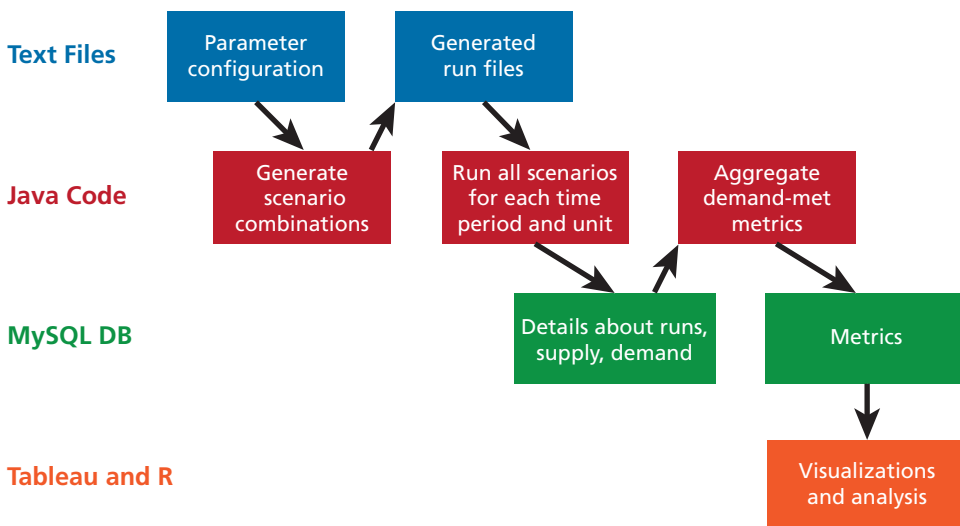 Text Files
Parameter
configuration
Generated
run files
Java Code
Generate
scenario
combinations
Run all scenarios
for each time
period and unit
Aggregate
demand-met
metrics
MySQL DB
Details about runs,
supply, demand
Metrics
Tableau and R
Visualizations
and analysis